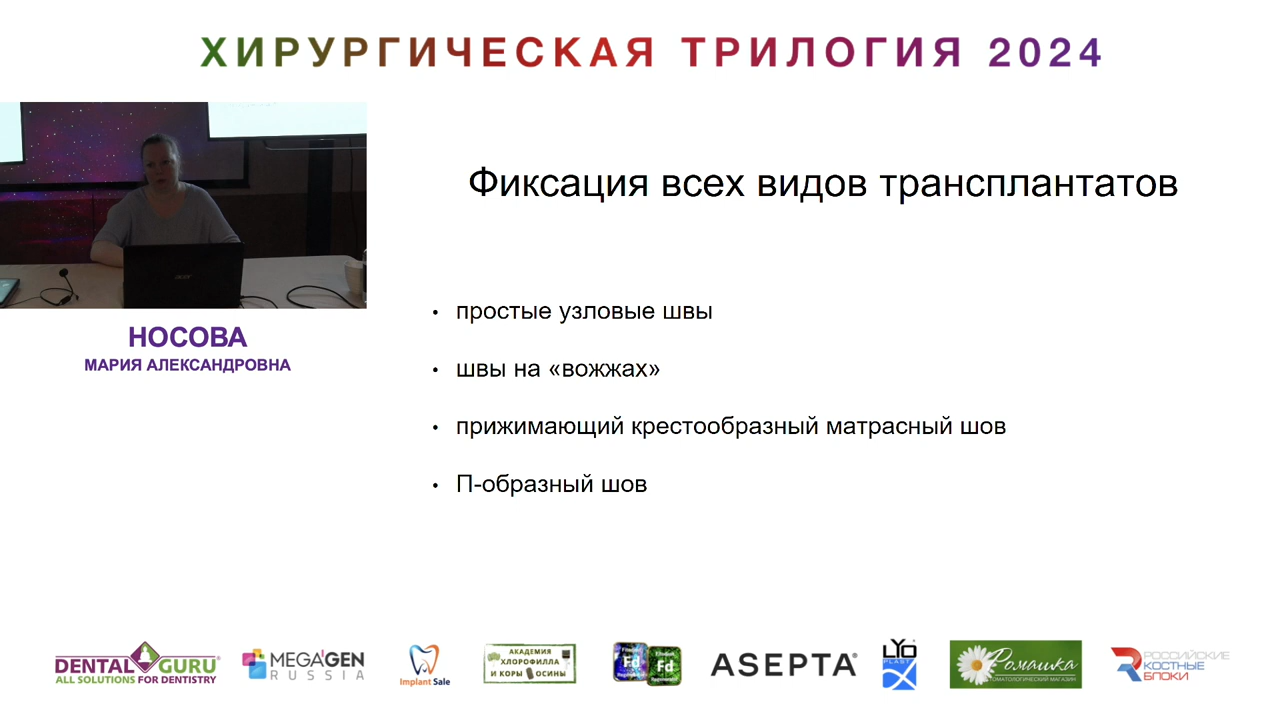 ХИРУРГИЧЕСКАЯ ТРИЛОГИЯ 2024
НОСОВА
МАРИЯ АЛЕКСАНДРОВНА
Фиксация всех видов трансплантатов
• простые узловые швы
• швы на «вожжах»
• прижимающий крестообразный матрасный шов
• П-образный шов
DENTAL GURU
ALL SOLUTIONS FOR DENTISTRY
MEGA'GEN
RUSSIA
Implant Sale
АКАДЕМИЯ
ХЛОРОФИЛЛА
И КОРЫ ОСИНЫ
Fd
Fd
ASEPTA®
LYO
PLAST
Ромашка
СТОМАТОЛОГИЧЕСКИЙ МАГАЗИН
РОССИЙСКИЕ
КОСТНЫЕ
БЛОКИ